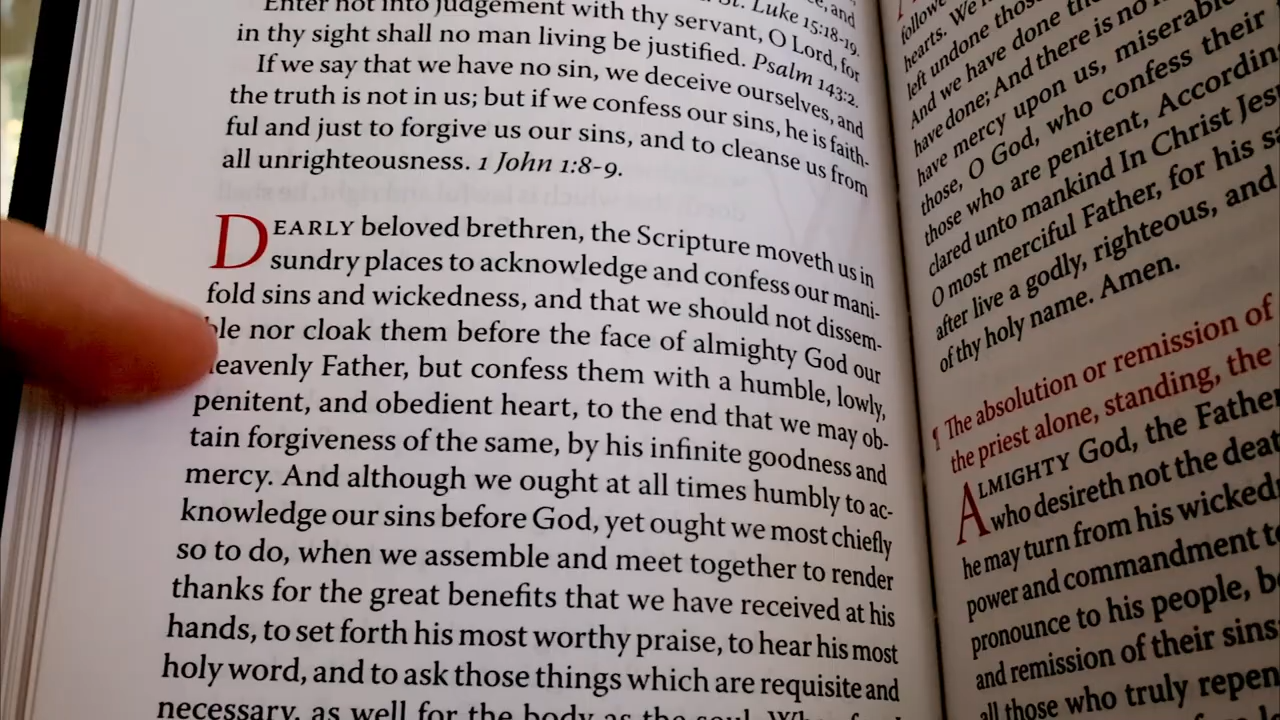 Enter not into judgement with thy servant, O Lord, for
in thy sight shall no man living be justified. Psalm 143:2.
If we say that we have no sin, we deceive ourselves, and
the truth is not in us; but if we confess our sins, he is faith-
ful and just to forgive us our sins, and to cleanse us from
all unrighteousness. 1 John 1:8-9.
DEARLY beloved brethren, the Scripture moveth us in
sundry places to acknowledge and confess our mani-
fold sins and wickedness, and that we should not dissem-
ble nor cloak them before the face of almighty God our
heavenly Father, but confess them with a humble, lowly,
penitent, and obedient heart, to the end that we may ob-
tain forgiveness of the same, by his infinite goodness and
mercy. And although we ought at all times humbly to ac-
knowledge our sins before God, yet ought we most chiefly
so to do, when we assemble and meet together to render
thanks for the great benefits that we have received at his
hands, to set forth his most worthy praise, to hear his most
holy word, and to ask those things which are requisite and
necessary, as well for the body as the soul.
hearts. We
left undone those
And we have done
have done; And there is no
have mercy upon us, miserable
those, O God, who confess their
those who are penitent, According
clared unto mankind In Christ Jesu
O most merciful Father, for his
after live a godly, righteous, and
of thy holy name. Amen.
¶ The absolution or remission of
the priest alone, standing, the
ALMIGHTY God, the Father
who desireth not the deat
he may turn from his wicked
power and commandment to
pronounce to his people, b
and remission of their sins:
all those who truly repen